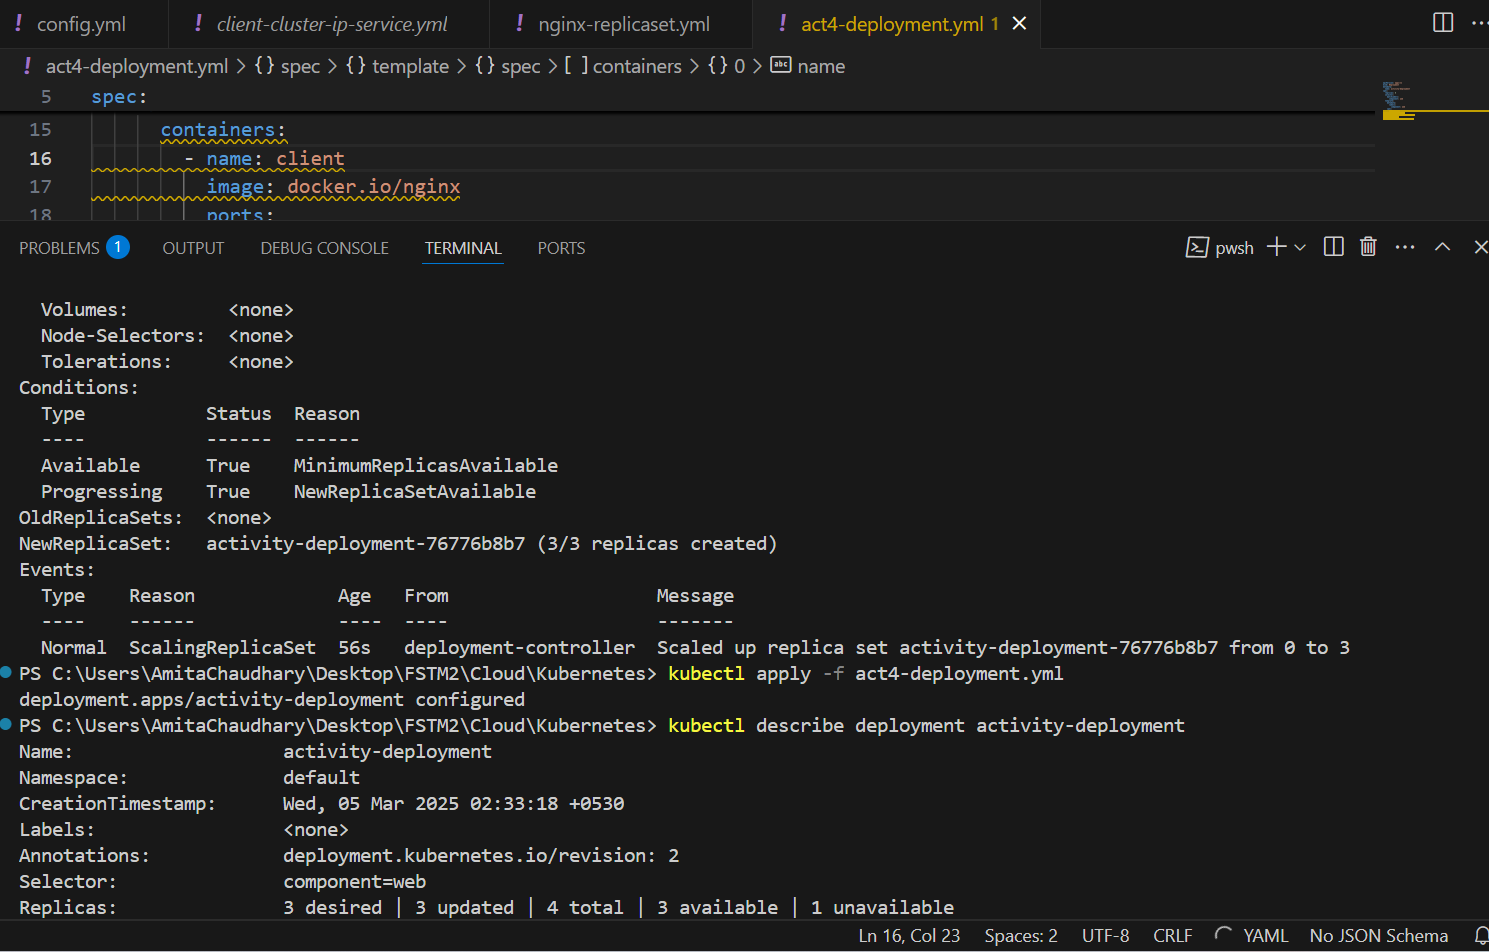 ! config.yml ! client-cluster-ip-service.yml ! nginx-replicaset.yml ! act4-deployment.yml 1
! act4-deployment.yml > {} spec > {} template > {} spec > [ ] containers > {} 0 > abc name
5 spec:
15 containers:
16 - name: client
17 image: docker.io/nginx
18 ports:
PROBLEMS 1 OUTPUT DEBUG CONSOLE TERMINAL PORTS pwsh
Volumes: <none>
Node-Selectors: <none>
Tolerations: <none>
Conditions:
Type Status Reason
---- ------ ------
Available True MinimumReplicasAvailable
Progressing True NewReplicaSetAvailable
OldReplicaSets: <none>
NewReplicaSet: activity-deployment-76776b8b7 (3/3 replicas created)
Events:
Type Reason Age From Message
---- ------ ---- ---- -------
Normal ScalingReplicaSet 56s deployment-controller Scaled up replica set activity-deployment-76776b8b7 from 0 to 3
PS C:\Users\AmitaChaudhary\Desktop\FSTM2\Cloud\Kubernetes> kubectl apply -f act4-deployment.yml
deployment.apps/activity-deployment configured
PS C:\Users\AmitaChaudhary\Desktop\FSTM2\Cloud\Kubernetes> kubectl describe deployment activity-deployment
Name: activity-deployment
Namespace: default
CreationTimestamp: Wed, 05 Mar 2025 02:33:18 +0530
Labels: <none>
Annotations: deployment.kubernetes.io/revision: 2
Selector: component=web
Replicas: 3 desired | 3 updated | 4 total | 3 available | 1 unavailable
Ln 16, Col 23 Spaces: 2 UTF-8 CRLF YAML No JSON Schema